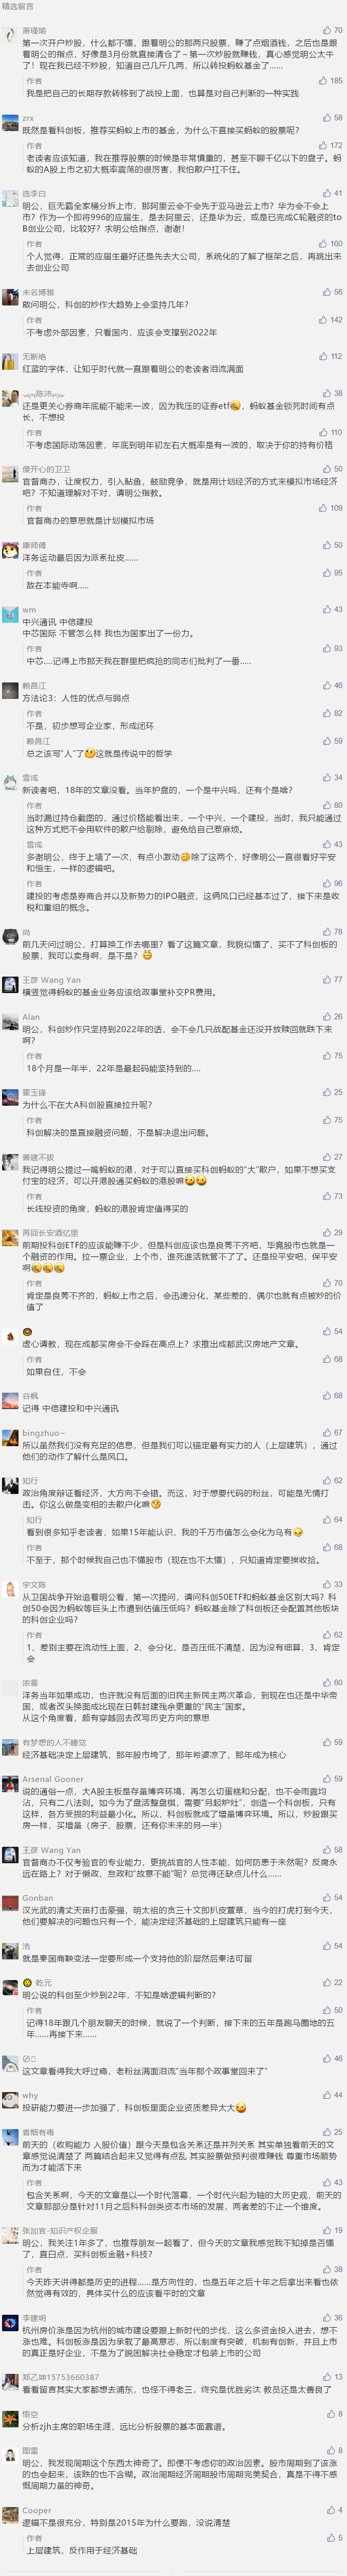 精选留言
萧瑾瑜 70
第一次开户炒股，什么都不懂，跟着明公的那两只股票，赚了点烟酒钱，之后也是跟
着明公的指点，好像是3月份就直接清仓了～第一次炒股就赚钱，真心感觉明公太牛
了！现在我已经不炒股，知道自己几斤几两，所以转投蚂蚁基金了……
作者 185
我是把自己的长期存款转移到了战投上面，也算是对自己判断的一种实践
zrx 58
既然是看科创板，推荐买蚂蚁上市的基金，为什么不直接买蚂蚁的股票呢？
作者 172
老读者应该知道，我在推荐股票的时候是非常慎重的，甚至不聊千亿以下的盘子。蚂
蚁的A股上市之初大概率震荡的很厉害，我怕散户扛不住。
选李白 41
明公，巨无霸全家桶分拆上市，那阿里云会不会先于亚马逊云上市？华为会不会上
市？作为一个即将996的应届生，是去阿里云，还是华为云，或是已完成C轮融资的to
B创业公司，比较好？求明公给指点，谢谢！
作者 160
个人觉得，正常的应届生最好还是先去大公司，系统化的了解了框架之后，再跳出来
去创业公司
未名博雅 56
敢问明公，科创的炒作大趋势上会坚持几年？
作者 142
不考虑外部因素，只看国内，应该会支撑到2022年
无断绝 112
红蓝的字体，让知乎时代就一直跟着明公的老读者泪流满面
陈沛 38
还是更关心券商年底能不能来一波，因为我压的证券etf😥，蚂蚁基金锁死时间有点
长，不想投
作者 110
不考虑国际动荡因素，年底到明年初左右大概率是有一波的，取决于你的持有价格
傻开心的卫卫 50
官督商办，让度权力，引入鲇鱼，鼓励竞争，就是用计划经济的方式来模拟市场经济
吧？不知道理解对不对，请明公指教。
作者 109
官督商办的意思就是计划模拟市场
康师傅 50
洋务运动最后因为派系扯皮……
作者 95
敌在本能寺啊.....
wm 43
中兴通讯 中信建投
中芯国际 不管怎么样 我也为国家出了一份力。
作者 93
中芯....记得上市那天我在群里把疯抢的同志们批判了一番.....
赖昌江 46
方法论3：人性的优点与弱点
作者 82
不是，初步想写企业家，形成闭环
赖昌江 59
总之该写“人”了🤔这就是传说中的哲学
雪成 34
新读者吧，18年的文章没看。当年护盘的，一个是中兴吗，还有个是啥？
作者 80
当时漏过持仓截图的，通过价格能看出来，一个中兴，一个建投，当时，我只能通过
这种方式把不会用软件的散户给剔除，避免给自己惹麻烦。
雪成 43
多谢明公，终于上墙了一次，有点小激动🤣除了这两个，好像明公一直很看好平安
和恒生，一样的逻辑吧。
作者 96
建投的考虑是券商合并以及新势力的IPO融资，这俩风口已经基本过了，接下来是收
税和重组的概念。
尚 78
前几天问过明公，打算换工作去哪里？看了这篇文章，我貌似懂了，买不了科创板的
股票，我可以卖身啊，是不是？🤩
王彦 Wang Yan 77
横竖觉得蚂蚁的基金业务应该给政事堂补交PR费用。
Alan 26
明公，科创炒作只坚持到2022年的话，会不会几只战配基金还没开放赎回就跌下来
啊？
作者 75
18个月是一年半，22年是最起码能坚持到的....
翟玉臻 25
为什么不在大A科创股直接拉升呢？
作者 75
科创解决的是直接融资问题，不是解决退出问题。
善建不拔 27
我记得明公提过一嘴蚂蚁的港，对于可以直接买科创蚂蚁的“大”散户，如果不想买支
付宝的经济，可以开港股通买蚂蚁的港股嘛😄😄
作者 73
长线投资的角度，蚂蚁的港股肯定值得买的
再回长安酒亿里 29
前期投科创ETF的应该能赚不少，但是科创应该也是良莠不齐吧，毕竟股市也就是一
个融资的作用。拉一票企业，上个市，谁死谁活就管不了了。还是投平安吧，保平安
啊😥😥😥
作者 70
肯定是良莠不齐的，蚂蚁上市之后，会迅速分化，某些差的，偶尔也就有点被炒的价
值了
54
虚心请教，现在成都买房会不会踩在高点上？求推出成都武汉房地产文章。
作者 68
如果自住，不会
谷枫 68
记得 中信建投和中兴通讯
bingzhuo~ 67
所以虽然我们没有充足的信息，但是我们可以锚定最有实力的人（上层建筑），通过
他们的动作了解什么是风口。
知行 62
政治角度辩证看经济，大方向不会错。而这，对于想要代码的粉丝，可能是无情打
击。你这么做是变相的去散户化嘛🧐
知行 64
看到很多知乎老读者，如果15年能认识，我的千万市值怎么会化为乌有😂
作者 68
不至于，那个时候我自己也不懂股市（现在也不太懂），只知道肯定要挨收拾。
宇文陈 33
从卫国战争开始追着明公看，第一次提问，请问科创50ETF和蚂蚁基金区别大吗？科
创50会因为蚂蚁等巨头上市遭到估值压低吗？蚂蚁基金除了科创板还会配置其他板块
的科创企业吗？
作者 62
1、差别主要在流动性上面，2、会分化，是否压低不清楚，因为没有细算，3、肯定
会
浓雾 60
洋务当年如果成功，也许就没有后面的旧民主新民主两次革命，到现在也还是中华帝
国，或者改头换面成比现在日韩封建残余更重的“民主”国家。
从这个角度看，颇有穿越回去改写历史方向的意思
有梦想的人不睡觉 59
经济基础决定上层建筑，那年股市垮了，那年爷婆凉了，那年成为核心
Arsenal Gooner 59
说的通俗一点，大A股主板是存量博弈环境，再怎么切蛋糕和分配，也不会雨露均
沾，只有二八法则。如今为了盘活整盘棋，需要“另起炉灶”，创造一个科创板，只有
这样，各方受损的利益最小化。所以，科创板就成了增量博弈环境。所以，炒股跟买
房一样，买增量（房子、股票，还有你未来的另一半）
王彦 Wang Yan 58
官督商办不仅考验官的专业能力，更挑战官的人性本能，如何防患于未然呢？反腐永
远在路上？对于懒政、怠政和“故意不能”呢？总觉得还缺点儿什么……
Gonban 54
汉光武的清丈天亩打击豪强，明太祖的贪三十文即扒皮萱草，当今的打虎打到今天，
他们要解决的问题也只有一个，能决定经济基础的上层建筑只能有一座
浩 54
就是秦国商鞅变法一定要形成一个支持他的阶层然后秦法可留
乾元 22
明公说的科创至少炒到22年，不知是啥逻辑判断的？
作者 50
记得18年跟几个朋友聊天的时候，就说了一个判断，接下来的五年是跑马圈地的五
年……再接下来……
46
这文章看得我大呼过瘾，老粉丝满面泪流“当年那个政事堂回来了”
why 44
投研能力要进一步加强了，科创板里面企业资质差异太大😜
香烟有毒 25
前天的（收购能力 入股价值）跟今天是包含关系还是并列关系 其实单独看前天的文
章感觉说清楚了 两篇结合起来又觉得有点乱 其实股票做预判很难赚钱 尊重市场顺势
而为才能活下来
作者 43
包含关系啊，今天的文章是以一个时代落幕，一个时代兴起为轴的大历史观，前天的
文章那部分是针对11月之后科科创类资本市场的发展，两者差的不止一个维度。
张加官-知识产权企服 19
明公，我关注1年多了，也推荐朋友一起看了，但今天的文章我感觉我不知掉是否懂
了，直白点，买科创板金融+科技？
作者 38
今天昨天讲得都是历史的进程……是方向性的，也是五年之后十年之后拿出来看也依
然觉得有效的，具体买什么的应该看平时的文章
李建明 36
杭州房价涨是因为杭州的城市建设要跟上新时代的步伐，这么多资金投入进去，想不
涨也难。科创板涨是因为承载了最高意志，所以制度有突破，机制有创新，并且上市
的真正是好企业，不是为了脱困解决社会稳定才包装上市的公司
郑乙坤15753660387 13
看看留言其实大家都想去浦东，也怪不得老三，终究是优胜劣汰 教员还是太善良了
悟空 8
分析zjh主席的职场生涯，远比分析股票的基本面靠谱。
图雷 8
明公，我发现周期这个东西大神奇了。即便不考虑你的政治因素。股市周期到了该涨
的也会起来，该跌的也不含糊。政治周期经济周期股市周期完美契合，真是不得不感
慨周期力量的神奇。
Cooper 4
逻辑不是很充分，特别是2015年为什么要跑，没说清楚
作者 5
上层建筑，反作用于经济基础